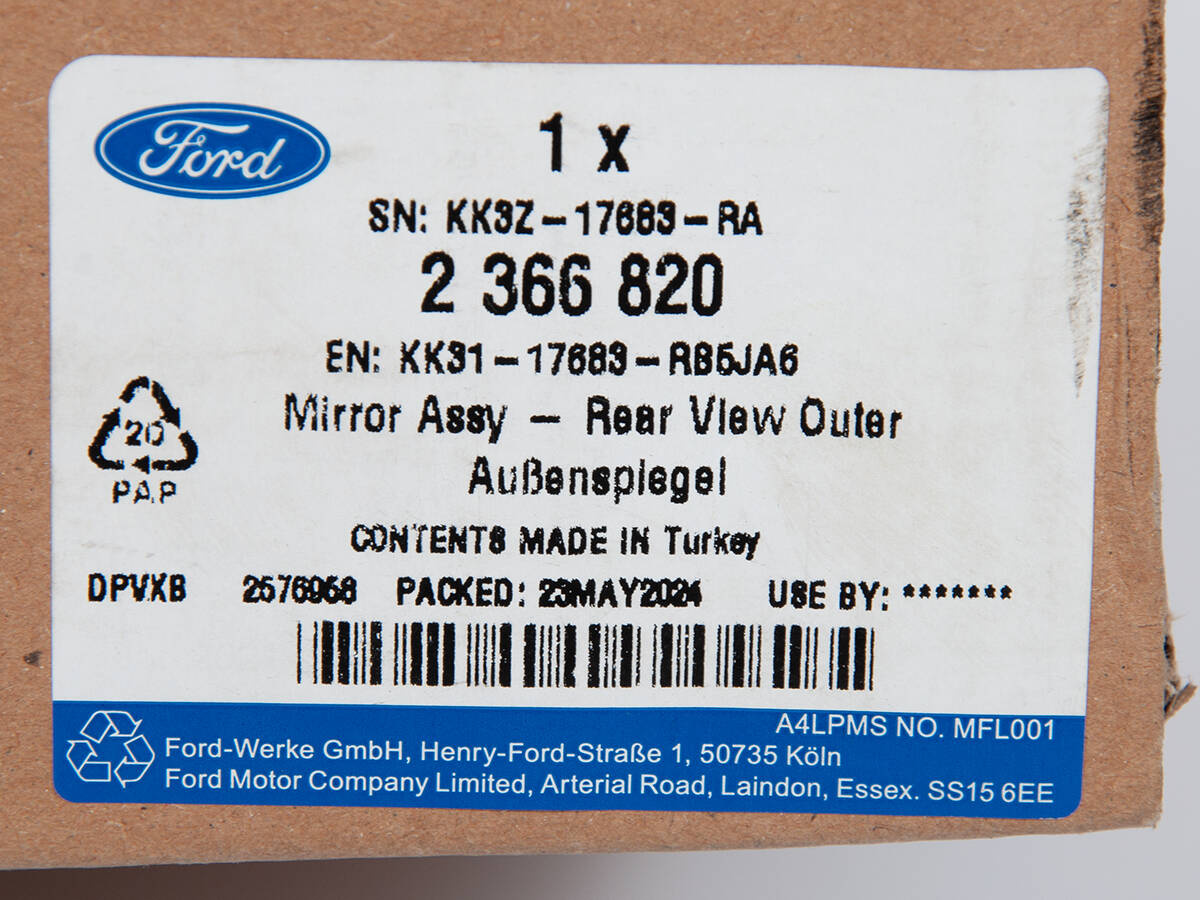 Ford
1 x
SN: KK3Z-17683-RA
2 366 820
EN: KK31-17683-RB5JA6
Mirror Assy - Rear View Outer
Außenspiegel
20
PAP
CONTENTS MADE IN Turkey
DPVXB 2576958 PACKED: 23MAY2024 USE BY: *******
A4LPMS NO. MFL001
Ford-Werke GmbH, Henry-Ford-Straße 1, 50735 Köln
Ford Motor Company Limited, Arterial Road, Laindon, Essex. SS15 6EE